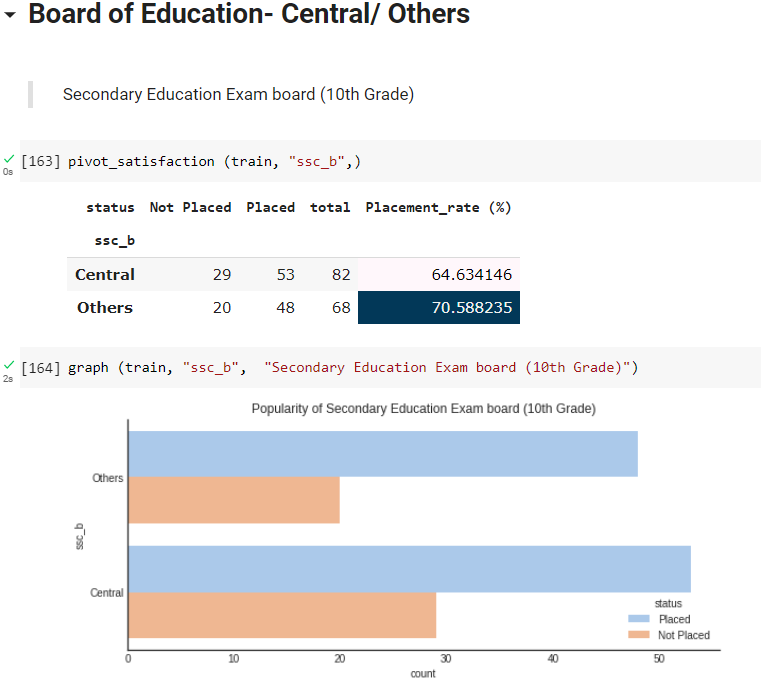 Board of Education- Central/ Others
Secondary Education Exam board (10th Grade)
[163] pivot_satisfaction (train, "ssc_b",)
0s
status Not Placed Placed total Placement_rate (%)
ssc_b
Central 29 53 82 64.634146
Others 20 48 68 70.588235
[164] graph (train, "ssc_b", "Secondary Education Exam board (10th Grade)")
2s
Popularity of Secondary Education Exam board (10th Grade)
Others
ssc_b
Central
status
Placed
Not Placed
0 10 20 30 40 50
count